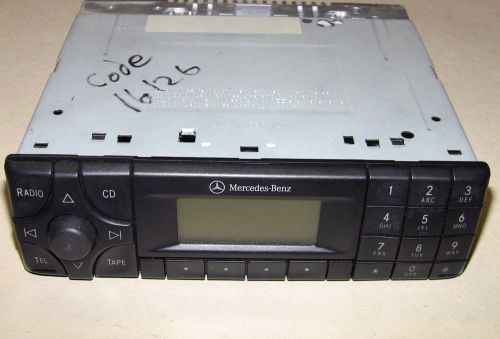 Code
16126
RADIO
CD
TEL
TAPE
Mercedes-Benz
1 2 3
ABC DEF
4 5 6
GHI JKL MNO
7 8 9
PRS TUV WXY
* 0 #
OPR